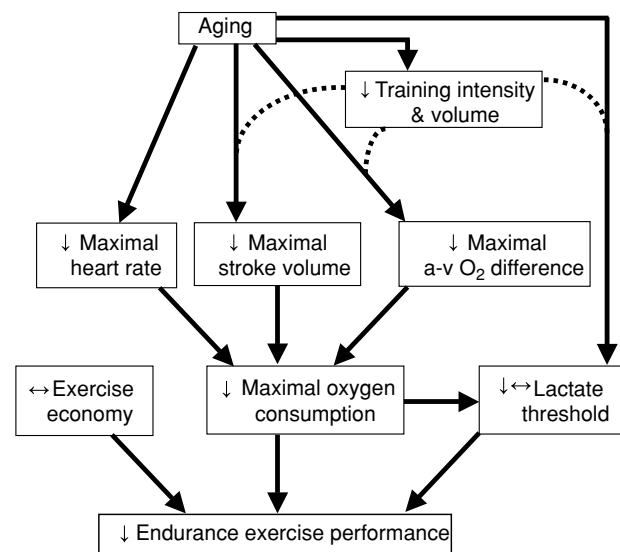 Aging
↓ Training intensity
& volume
↓ Maximal
heart rate
↓ Maximal
stroke volume
↓ Maximal
a-v O₂ difference
↔ Exercise
economy
↓ Maximal oxygen
consumption
↓↔ Lactate
threshold
↓ Endurance exercise performance